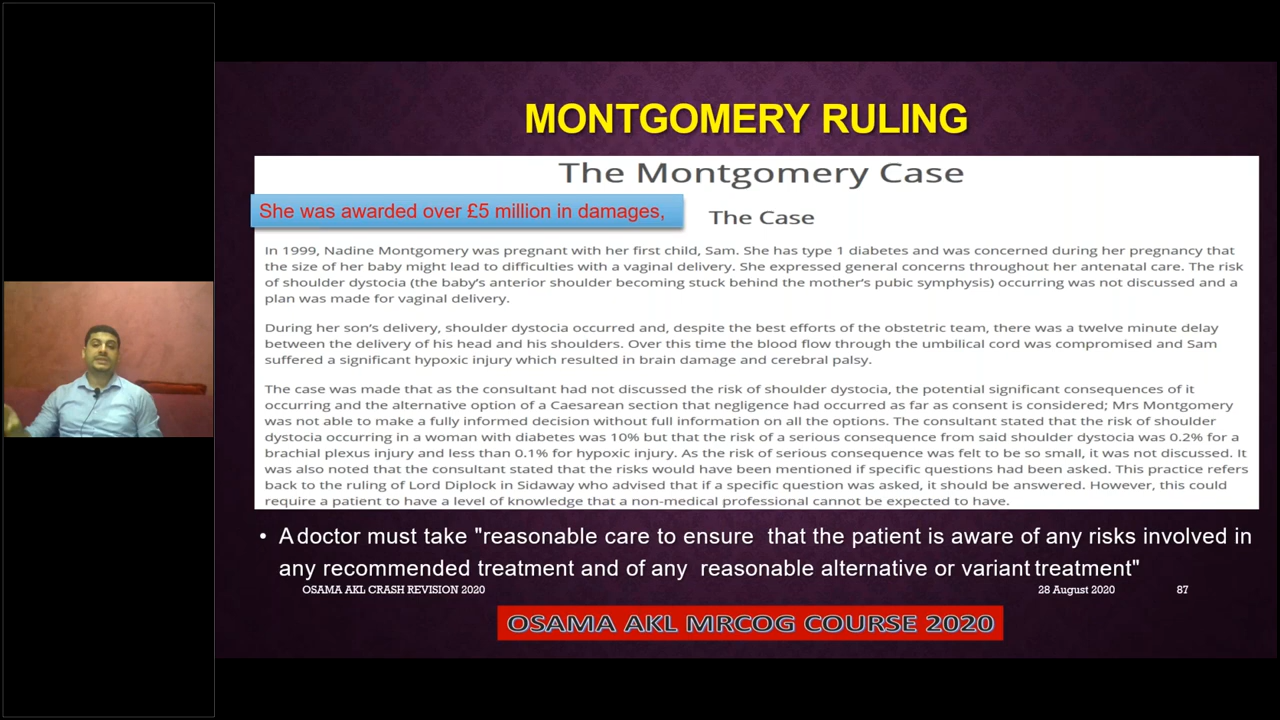 MONTGOMERY RULING
The Montgomery Case
She was awarded over £5 million in damages,
The Case
In 1999, Nadine Montgomery was pregnant with her first child, Sam. She has type 1 diabetes and was concerned during her pregnancy that
the size of her baby might lead to difficulties with a vaginal delivery. She expressed general concerns throughout her antenatal care. The risk
of shoulder dystocia (the baby's anterior shoulder becoming stuck behind the mother's pubic symphysis) occurring was not discussed and a
plan was made for vaginal delivery.
During her son's delivery, shoulder dystocia occurred and, despite the best efforts of the obstetric team, there was a twelve minute delay
between the delivery of his head and his shoulders. Over this time the blood flow through the umbilical cord was compromised and Sam
suffered a significant hypoxic injury which resulted in brain damage and cerebral palsy.
The case was made that as the consultant had not discussed the risk of shoulder dystocia, the potential significant consequences of it
occurring and the alternative option of a Caesarean section that negligence had occurred as far as consent is considered; Mrs Montgomery
was not able to make a fully informed decision without full information on all the options. The consultant stated that the risk of shoulder
dystocia occurring in a woman with diabetes was 10% but that the risk of a serious consequence from said shoulder dystocia was 0.2% for a
brachial plexus injury and less than 0.1% for hypoxic injury. As the risk of serious consequence was felt to be so small, it was not discussed. It
was also noted that the consultant stated that the risks would have been mentioned if specific questions had been asked. This practice refers
back to the ruling of Lord Diplock in Sidaway who advised that if a specific question was asked, it should be answered. However, this could
require a patient to have a level of knowledge that a non-medical professional cannot be expected to have.
• A doctor must take "reasonable care to ensure that the patient is aware of any risks involved in
any recommended treatment and of any reasonable alternative or variant treatment"
OSAMA AKL CRASH REVISION 2020
28 August 2020
87
OSAMA AKL MRCOG COURSE 2020